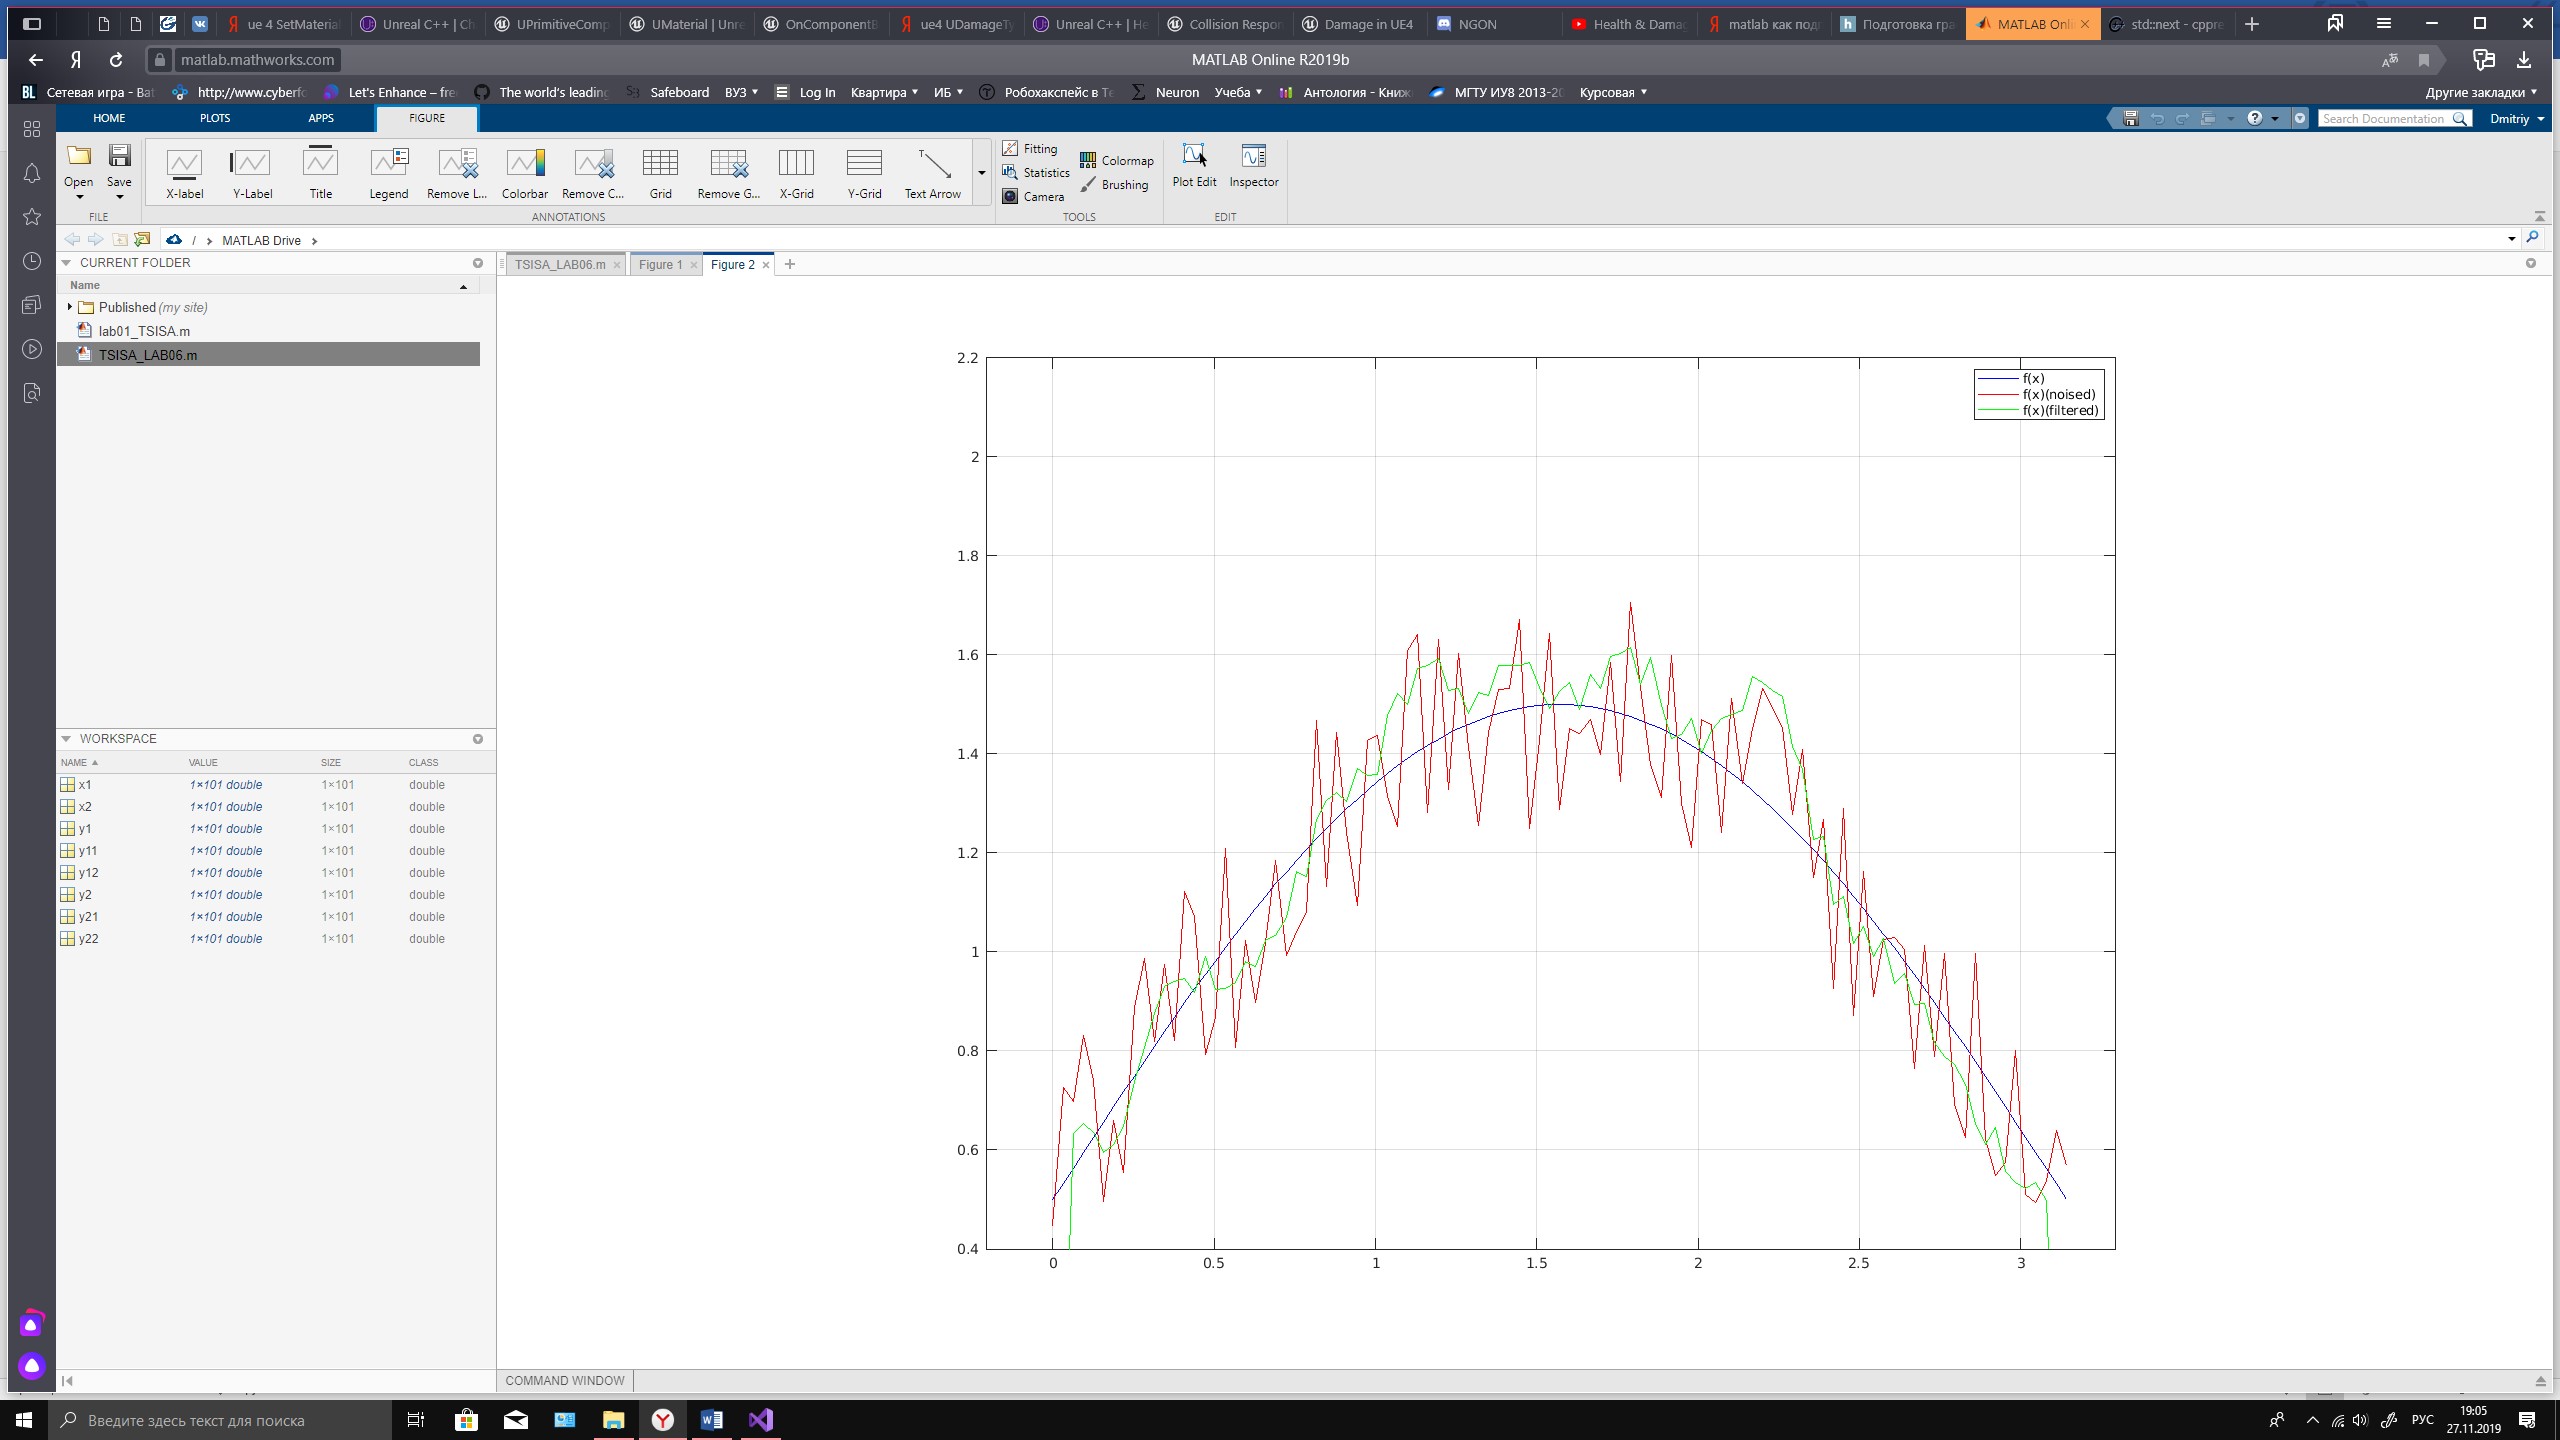 ue 4 SetMaterial
Unreal C++ | Ch
UPrimitiveComp
UMaterial | Unre
OnComponentB
ue4 UDamageTy
Unreal C++ | He
Collision Respon
Damage in UE4
NGON
Health & Damag
matlab как под
Подготовка гра
MATLAB Onli
std::next - cppre
matlab.mathworks.com
MATLAB Online R2019b
BL Сетевая игра - Bat
http://www.cyberfo
Let's Enhance – free
The world's leading
Safeboard
ВУЗ
Log In
Квартира
ИБ
Робохакспейс в Те
Neuron
Учеба
Антология - Книж
МГТУ ИУ8 2013-20
Курсовая
Другие закладки
HOME
PLOTS
APPS
FIGURE
Search Documentation
Dmitriy
Open
Save
X-label
Y-Label
Title
Legend
Remove L...
Colorbar
Remove C...
Grid
Remove G...
X-Grid
Y-Grid
Text Arrow
Fitting
Statistics
Camera
Colormap
Brushing
Plot Edit
Inspector
FILE
ANNOTATIONS
TOOLS
EDIT
/ › MATLAB Drive ›
CURRENT FOLDER
Name
Published (my site)
lab01_TSISA.m
TSISA_LAB06.m
WORKSPACE
NAME VALUE SIZE CLASS
x1 1×101 double 1×101 double
x2 1×101 double 1×101 double
y1 1×101 double 1×101 double
y11 1×101 double 1×101 double
y12 1×101 double 1×101 double
y2 1×101 double 1×101 double
y21 1×101 double 1×101 double
y22 1×101 double 1×101 double
TSISA_LAB06.m
Figure 1
Figure 2
2.2
2
1.8
1.6
1.4
1.2
1
0.8
0.6
0.4
0 0.5 1 1.5 2 2.5 3
f(x)
f(x)(noised)
f(x)(filtered)
COMMAND WINDOW
Введите здесь текст для поиска
РУС
19:05
27.11.2019